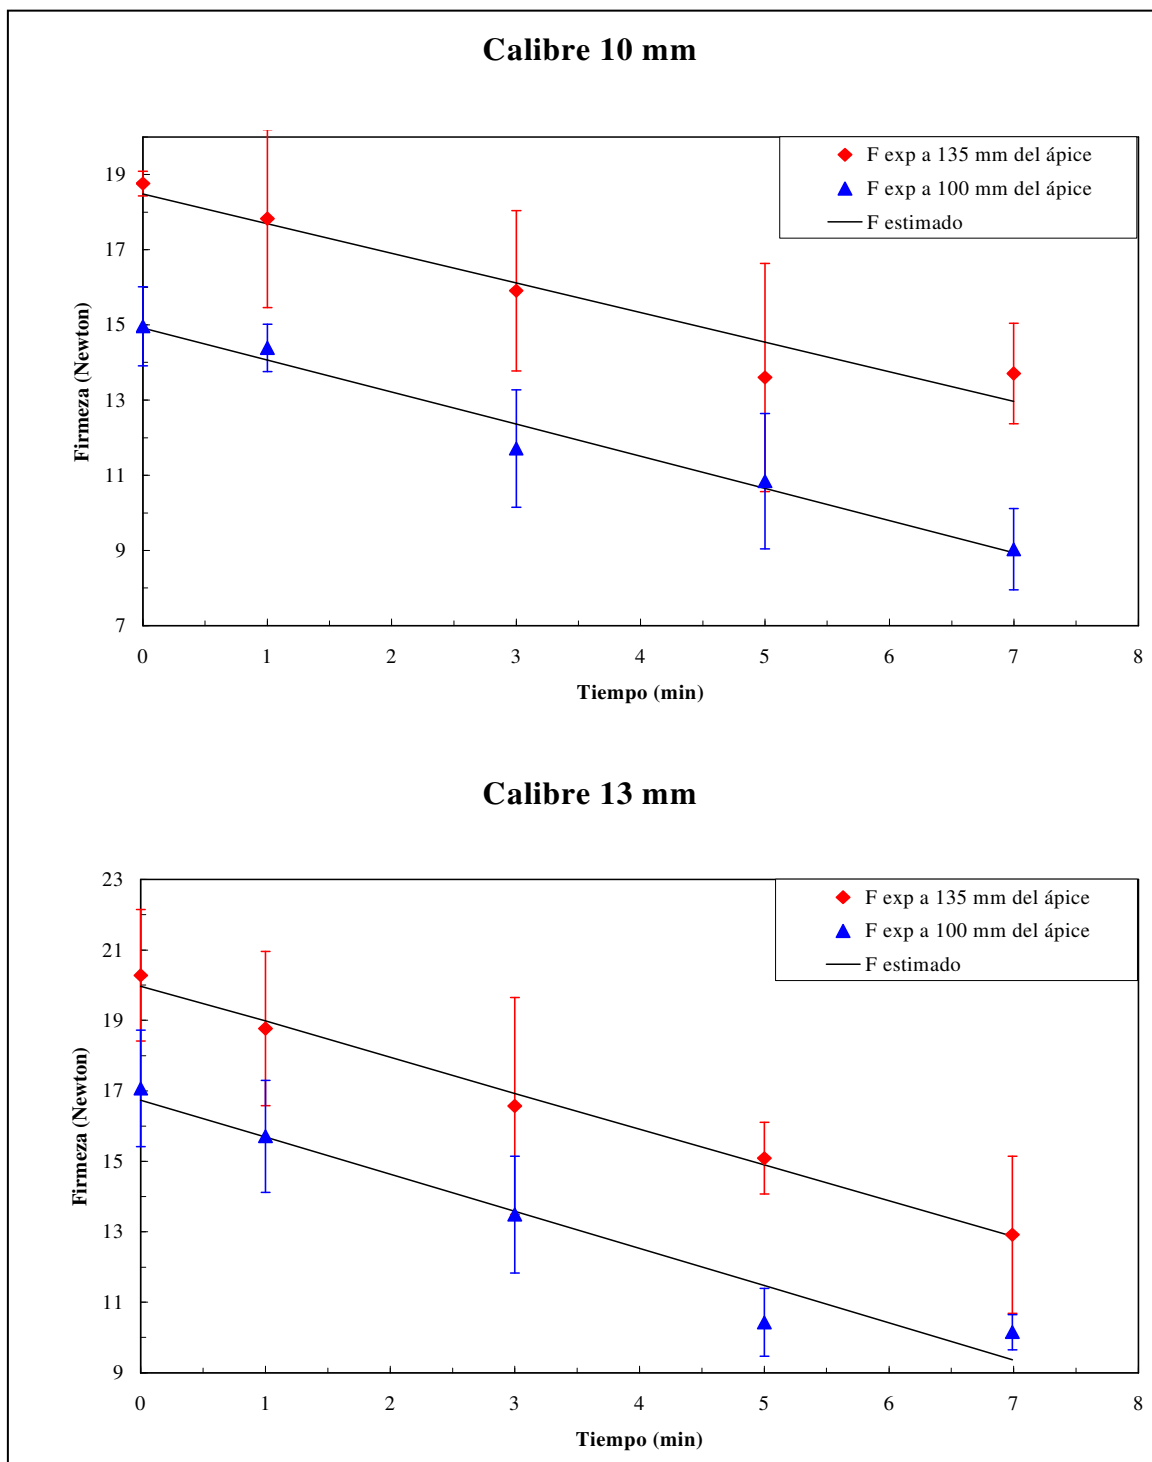 Calibre 10 mm
F exp a 135 mm del ápice
F exp a 100 mm del ápice
F estimado
19
17
15
13
11
9
7
Firmeza (Newton)
0 1 2 3 4 5 6 7 8
Tiempo (min)
Calibre 13 mm
F exp a 135 mm del ápice
F exp a 100 mm del ápice
F estimado
23
21
19
17
15
13
11
9
Firmeza (Newton)
0 1 2 3 4 5 6 7 8
Tiempo (min)